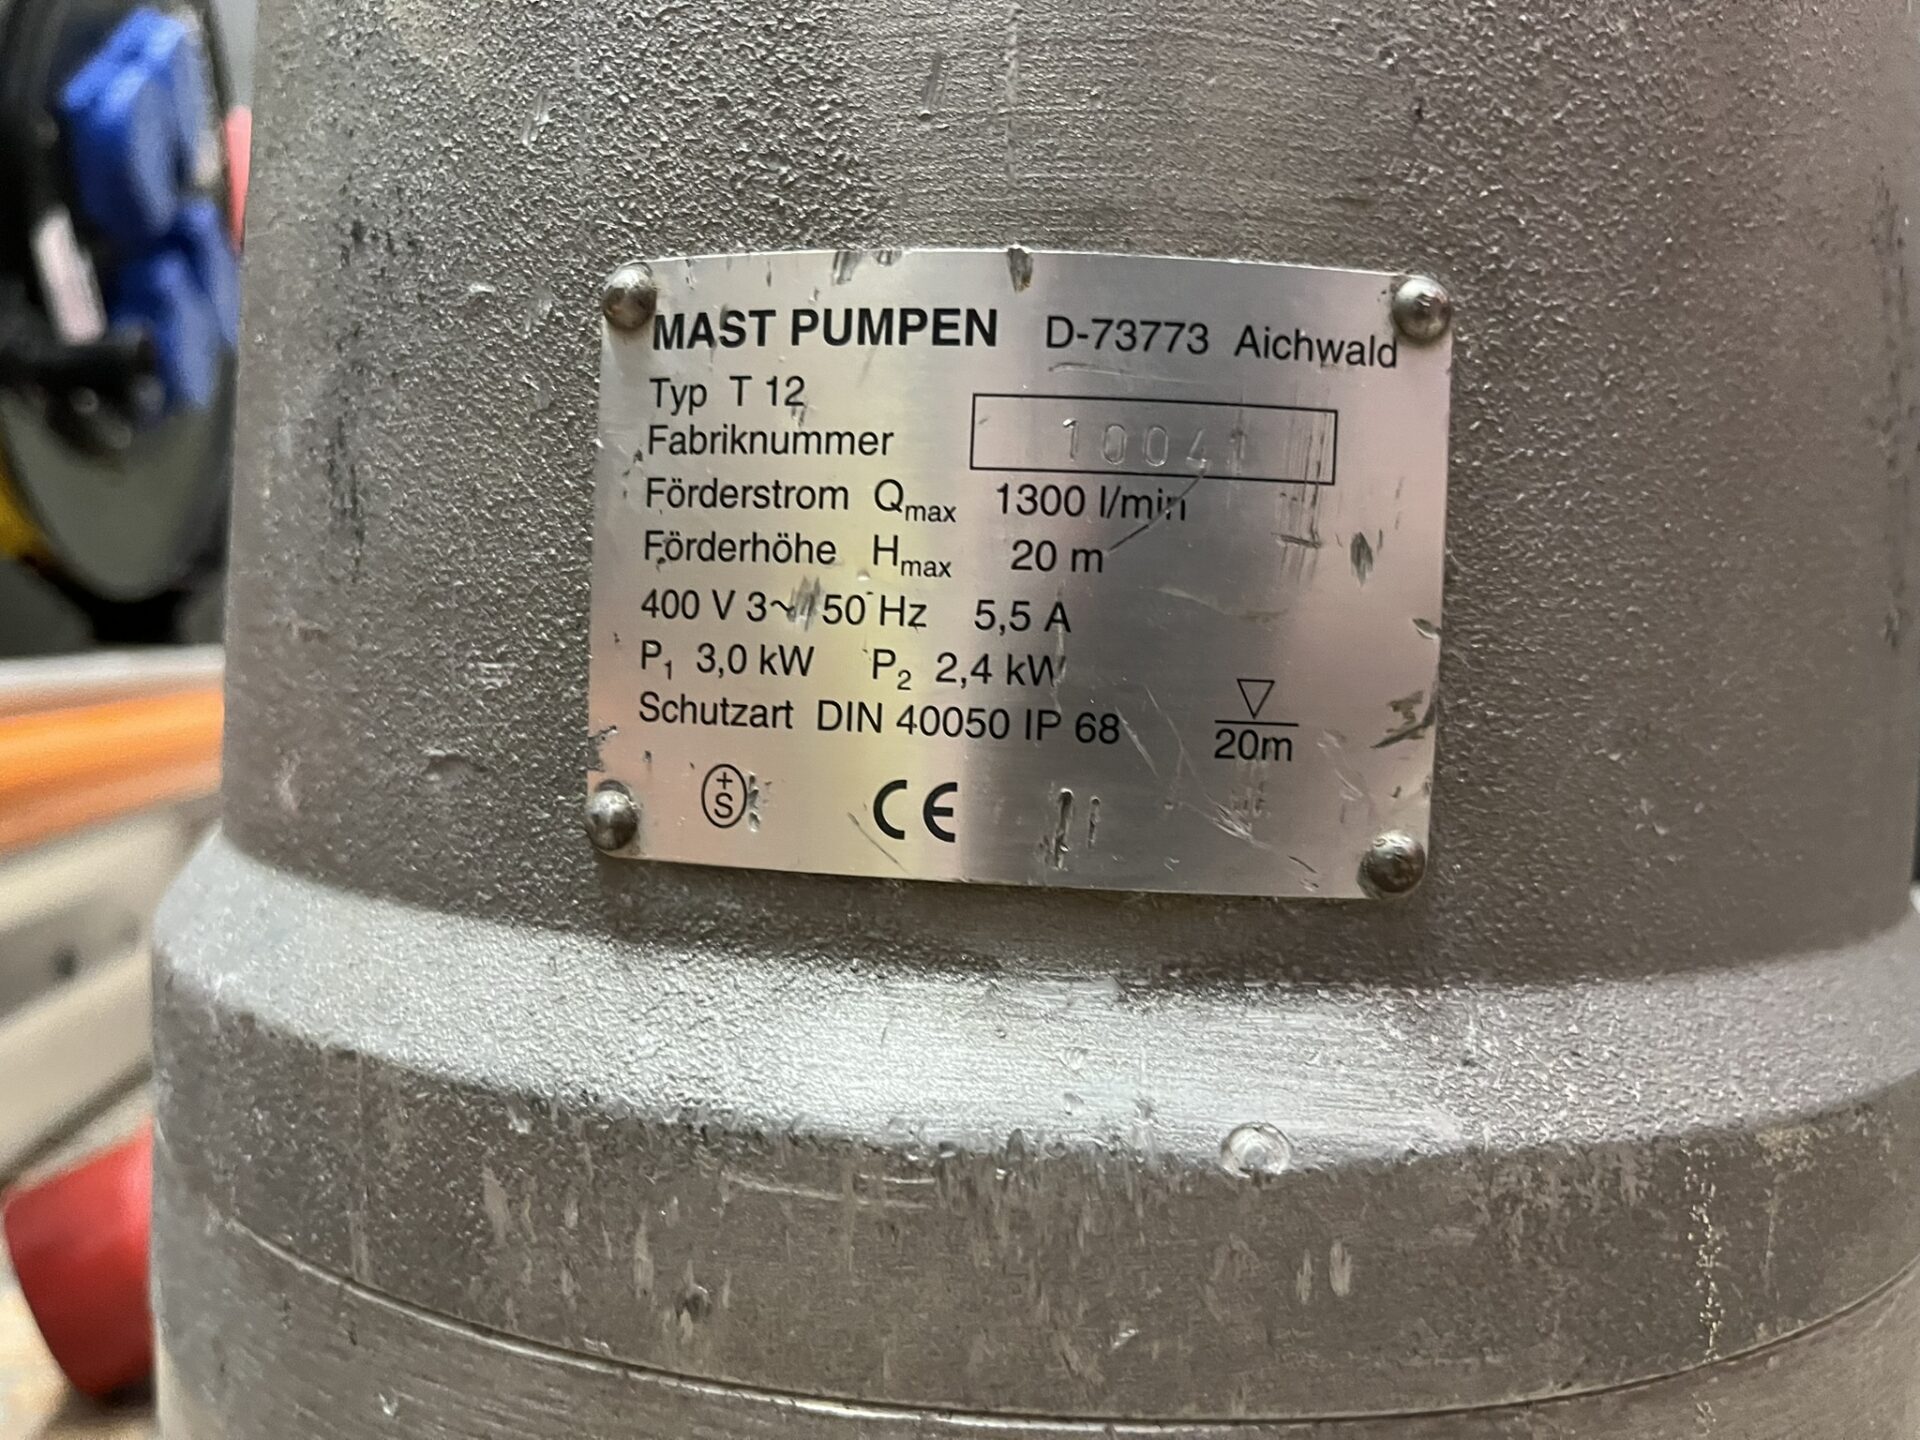 MAST PUMPEN D-73773 Aichwald
Typ T 12
Fabriknummer 10041
Förderstrom Qmax 1300 l/min
Förderhöhe Hmax 20 m
400 V 3~ 50 Hz 5,5 A
P1 3,0 kW P2 2,4 kW
Schutzart DIN 40050 IP 68
20m
+S
CE